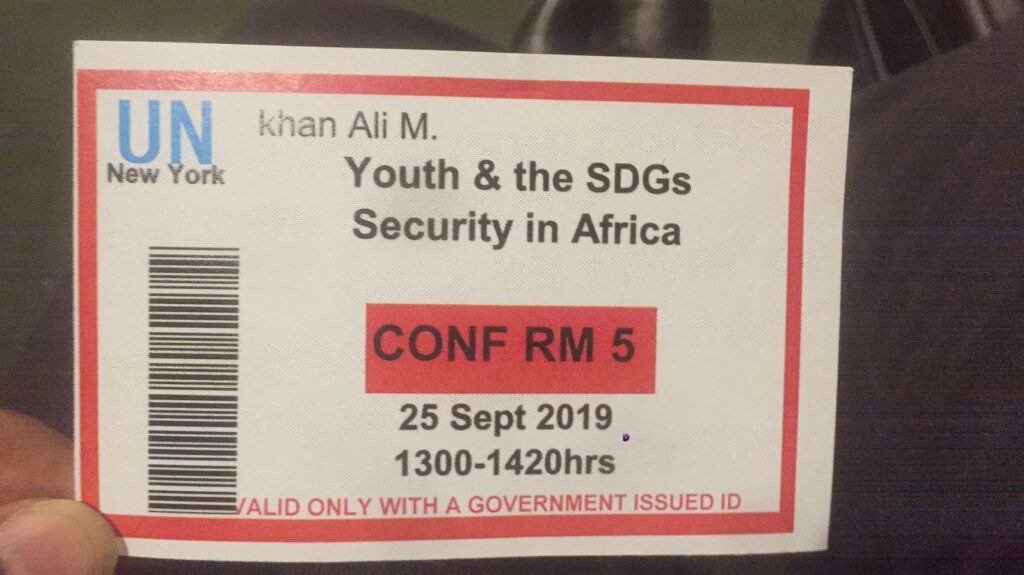 UN
New York
khan Ali M.
Youth & the SDGs
Security in Africa
CONF RM 5
25 Sept 2019
1300-1420hrs
VALID ONLY WITH A GOVERNMENT ISSUED ID